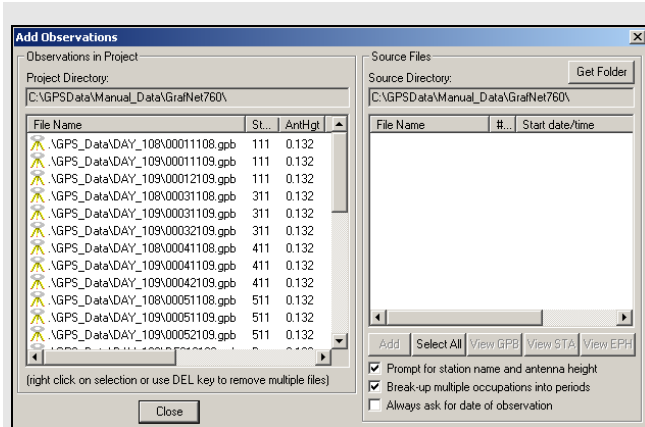 Add Observations
Observations in Project
Project Directory:
C:\GPSData\Manual_Data\GrafNet760\
File Name St... AntHgt
.\GPS_Data\DAY_108\00011108.gpb 111 0.132
.\GPS_Data\DAY_109\00011109.gpb 111 0.132
.\GPS_Data\DAY_109\00012109.gpb 111 0.132
.\GPS_Data\DAY_108\00031108.gpb 311 0.132
.\GPS_Data\DAY_109\00031109.gpb 311 0.132
.\GPS_Data\DAY_109\00032109.gpb 311 0.132
.\GPS_Data\DAY_108\00041108.gpb 411 0.132
.\GPS_Data\DAY_109\00041109.gpb 411 0.132
.\GPS_Data\DAY_109\00042109.gpb 411 0.132
.\GPS_Data\DAY_108\00051108.gpb 511 0.132
.\GPS_Data\DAY_109\00051109.gpb 511 0.132
.\GPS_Data\DAY_109\00052109.gpb 511 0.132
(right click on selection or use DEL key to remove multiple files)
Close
Source Files
Get Folder
Source Directory:
C:\GPSData\Manual_Data\GrafNet760\
File Name #... Start date/time
Add Select All View GPB View STA View EPH
Prompt for station name and antenna height
Break-up multiple occupations into periods
Always ask for date of observation